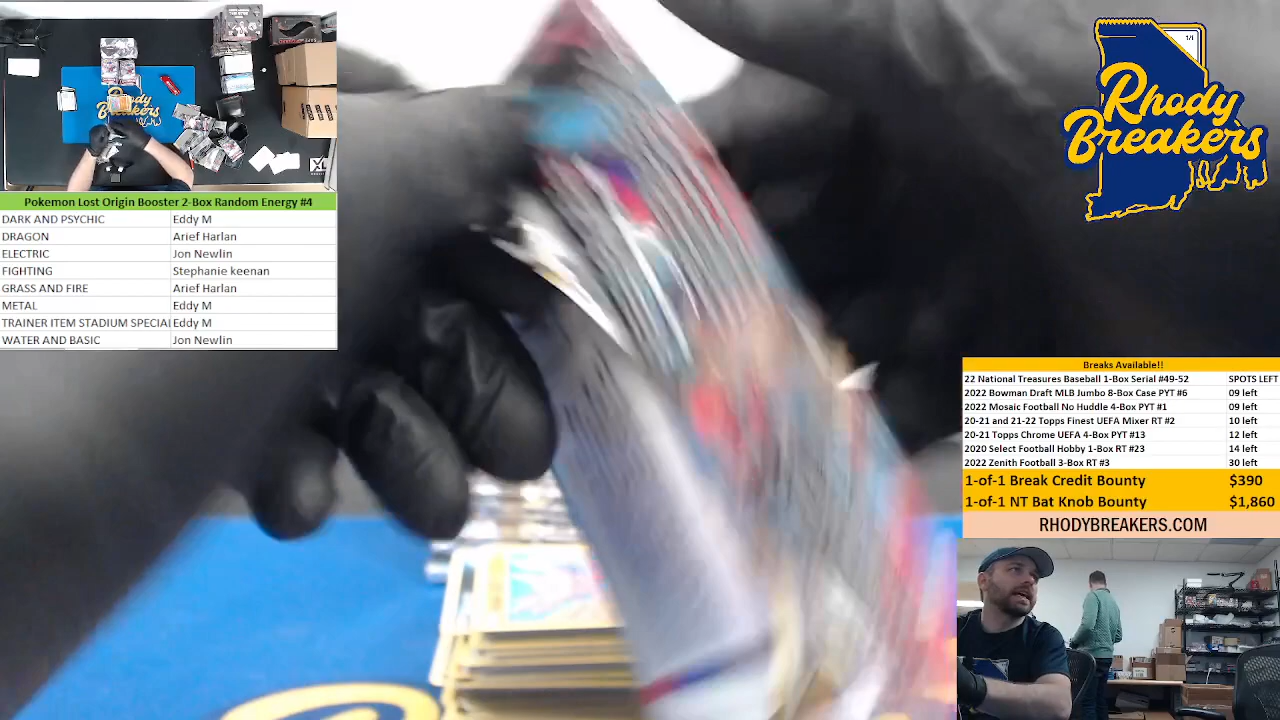 Rhody
Breakers
Pokemon Lost Origin Booster 2-Box Random Energy #4
DARK AND PSYCHIC Eddy M
DRAGON Arief Harlan
ELECTRIC Jon Newlin
FIGHTING Stephanie keenan
GRASS AND FIRE Arief Harlan
METAL Eddy M
TRAINER ITEM STADIUM SPECIAL Eddy M
WATER AND BASIC Jon Newlin
1/1
Rhody
Breakers
Breaks Available!!
22 National Treasures Baseball 1-Box Serial #49-52 SPOTS LEFT
2022 Bowman Draft MLB Jumbo 8-Box Case PYT #6 09 left
2022 Mosaic Football No Huddle 4-Box PYT #1 09 left
20-21 and 21-22 Topps Finest UEFA Mixer RT #2 10 left
20-21 Topps Chrome UEFA 4-Box PYT #13 12 left
2020 Select Football Hobby 1-Box RT #23 14 left
2022 Zenith Football 3-Box RT #3 30 left
1-of-1 Break Credit Bounty $390
1-of-1 NT Bat Knob Bounty $1,860
RHODYBREAKERS.COM